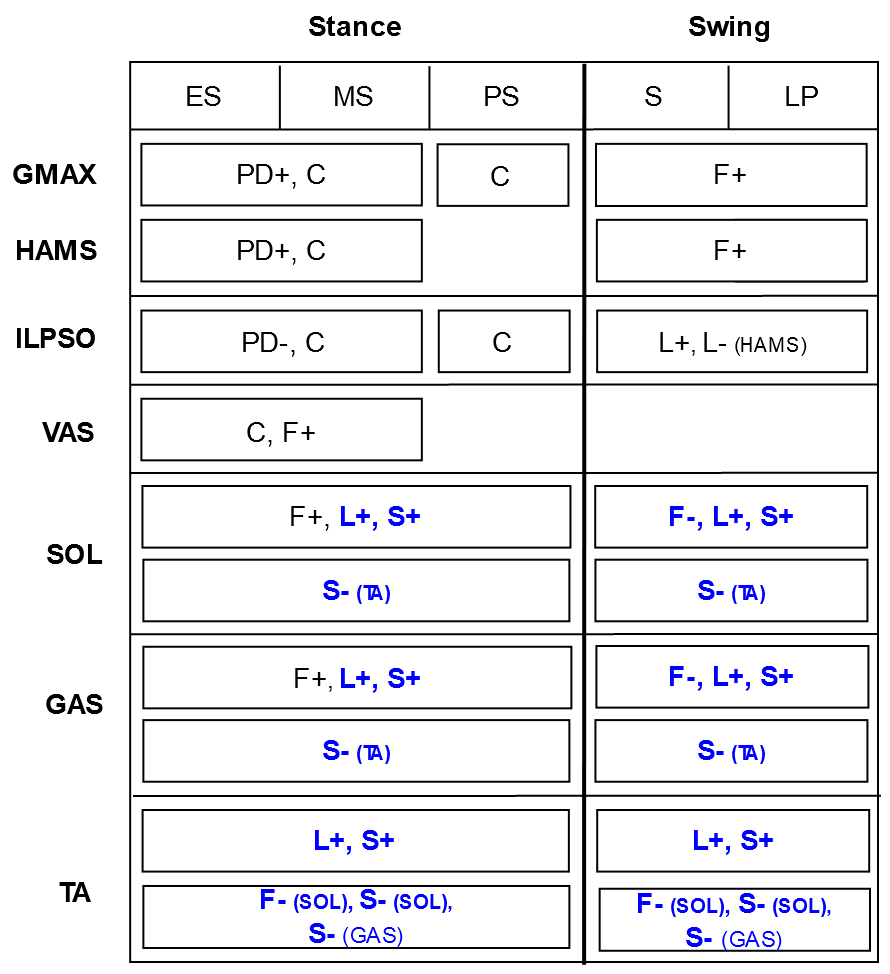 Stance Swing
ES MS PS S LP
GMAX PD+, C C F+
HAMS PD+, C F+
ILPSO PD-, C C L+, L- (HAMS)
VAS C, F+
SOL
F+, L+, S+ F-, L+, S+
S- (TA) S- (TA)
GAS
F+, L+, S+ F-, L+, S+
S- (TA) S- (TA)
TA
L+, S+ L+, S+
F- (SOL), S- (SOL), F- (SOL), S- (SOL),
S- (GAS) S- (GAS)